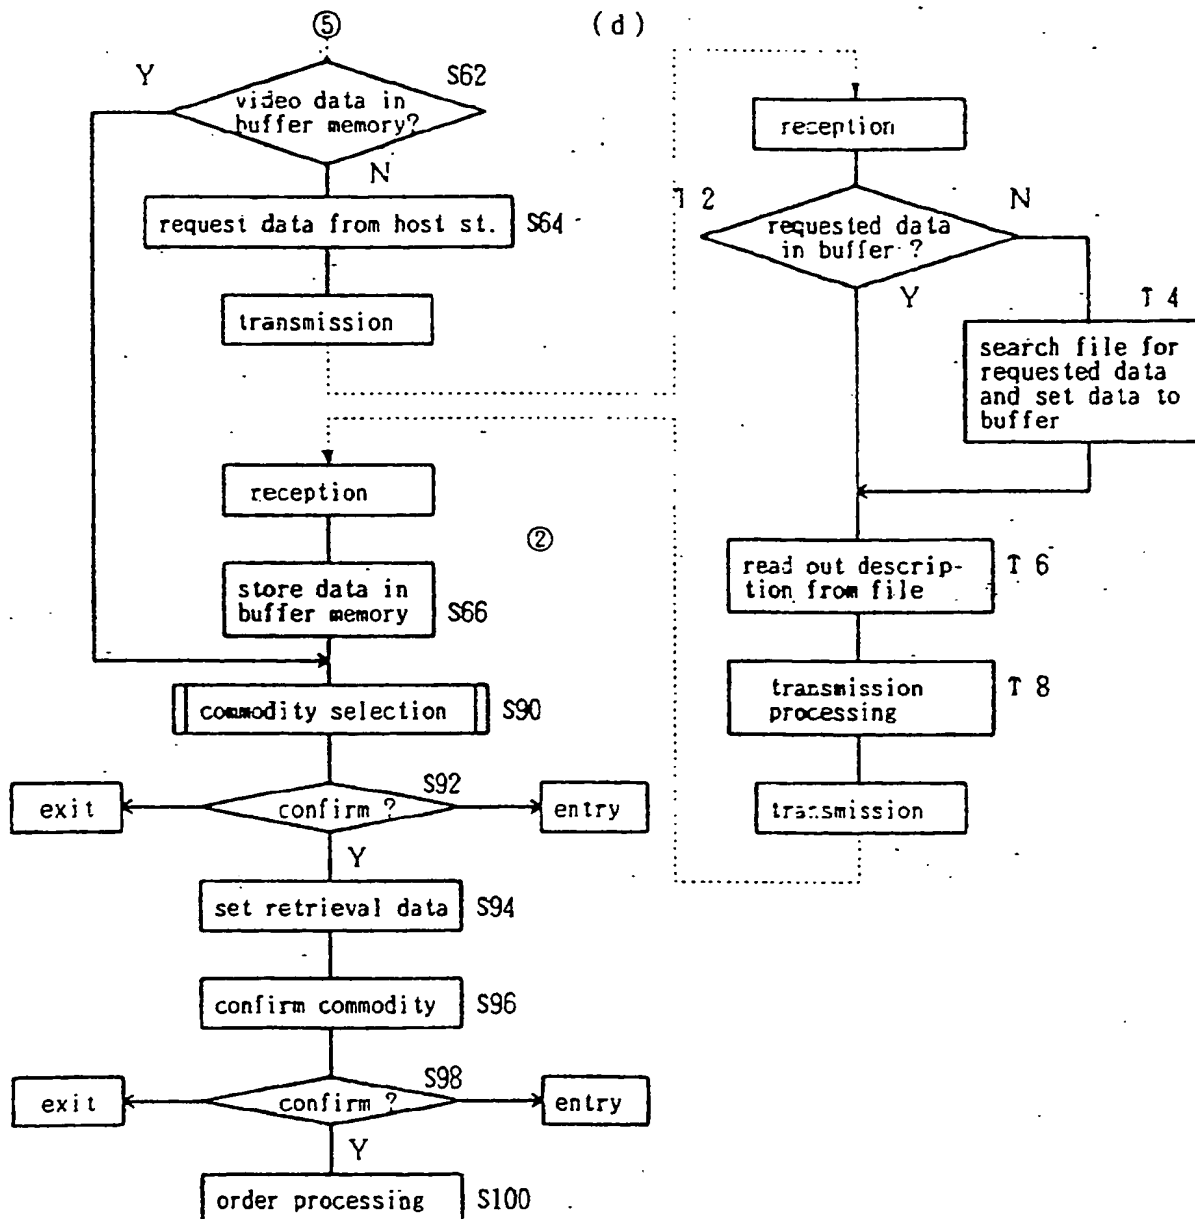 ⑤
(d)
Y
S62
video data in
buffer memory?
N
request data from host st.
S64
transmission
reception
T 2
N
requested data
in buffer ?
Y
T 4
search file for
requested data
and set data to
buffer
reception
②
store data in
buffer memory
S66
read out descrip-
tion from file
T 6
commodity selection
S90
transmission
processing
T 8
transmission
S92
exit
confirm ?
entry
Y
set retrieval data
S94
confirm commodity
S96
S98
exit
confirm ?
entry
Y
order processing
S100